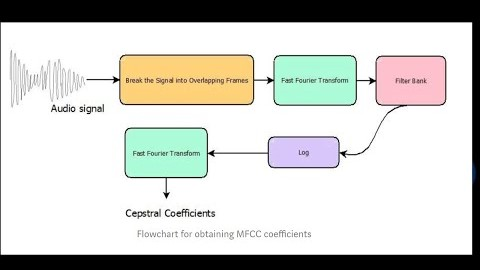 Audio signal
Break the Signal into Overlapping Frames
Fast Fourier Transform
Filter Bank
Log
Fast Fourier Transform
Cepstral Coefficients
Flowchart for obtaining MFCC coefficients